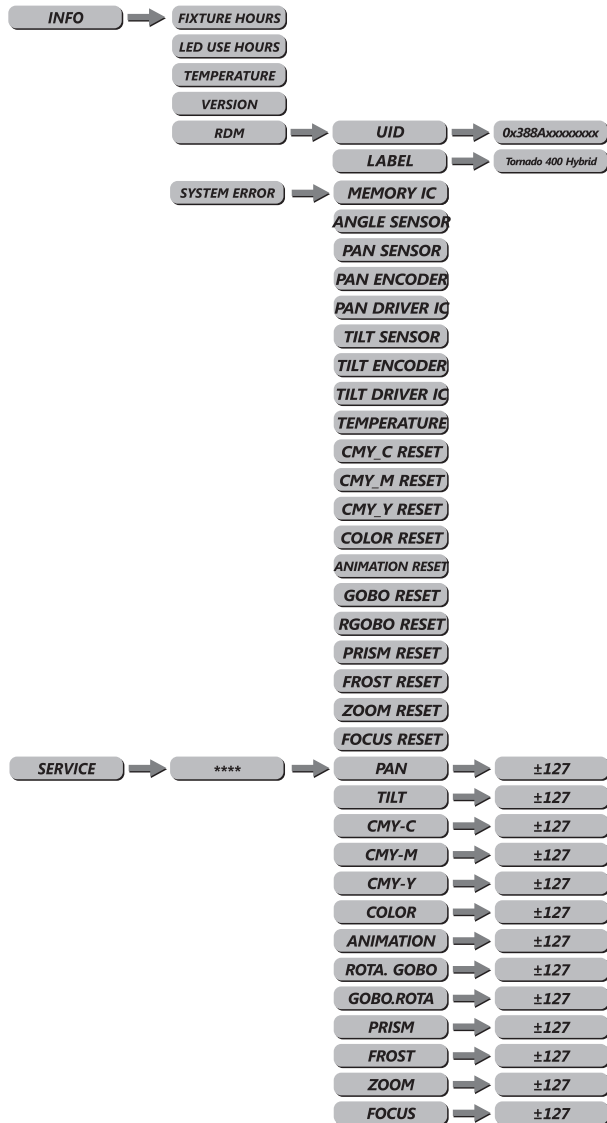 INFO
FIXTURE HOURS
LED USE HOURS
TEMPERATURE
VERSION
RDM
UID
0x388Axxxxxxxx
LABEL
Tornado 400 Hybrid
SYSTEM ERROR
MEMORY IC
ANGLE SENSOR
PAN SENSOR
PAN ENCODER
PAN DRIVER IC
TILT SENSOR
TILT ENCODER
TILT DRIVER IC
TEMPERATURE
CMY_C RESET
CMY_M RESET
CMY_Y RESET
COLOR RESET
ANIMATION RESET
GOBO RESET
RGOBO RESET
PRISM RESET
FROST RESET
ZOOM RESET
FOCUS RESET
SERVICE
****
PAN
±127
TILT
±127
CMY-C
±127
CMY-M
±127
CMY-Y
±127
COLOR
±127
ANIMATION
±127
ROTA. GOBO
±127
GOBO.ROTA
±127
PRISM
±127
FROST
±127
ZOOM
±127
FOCUS
±127